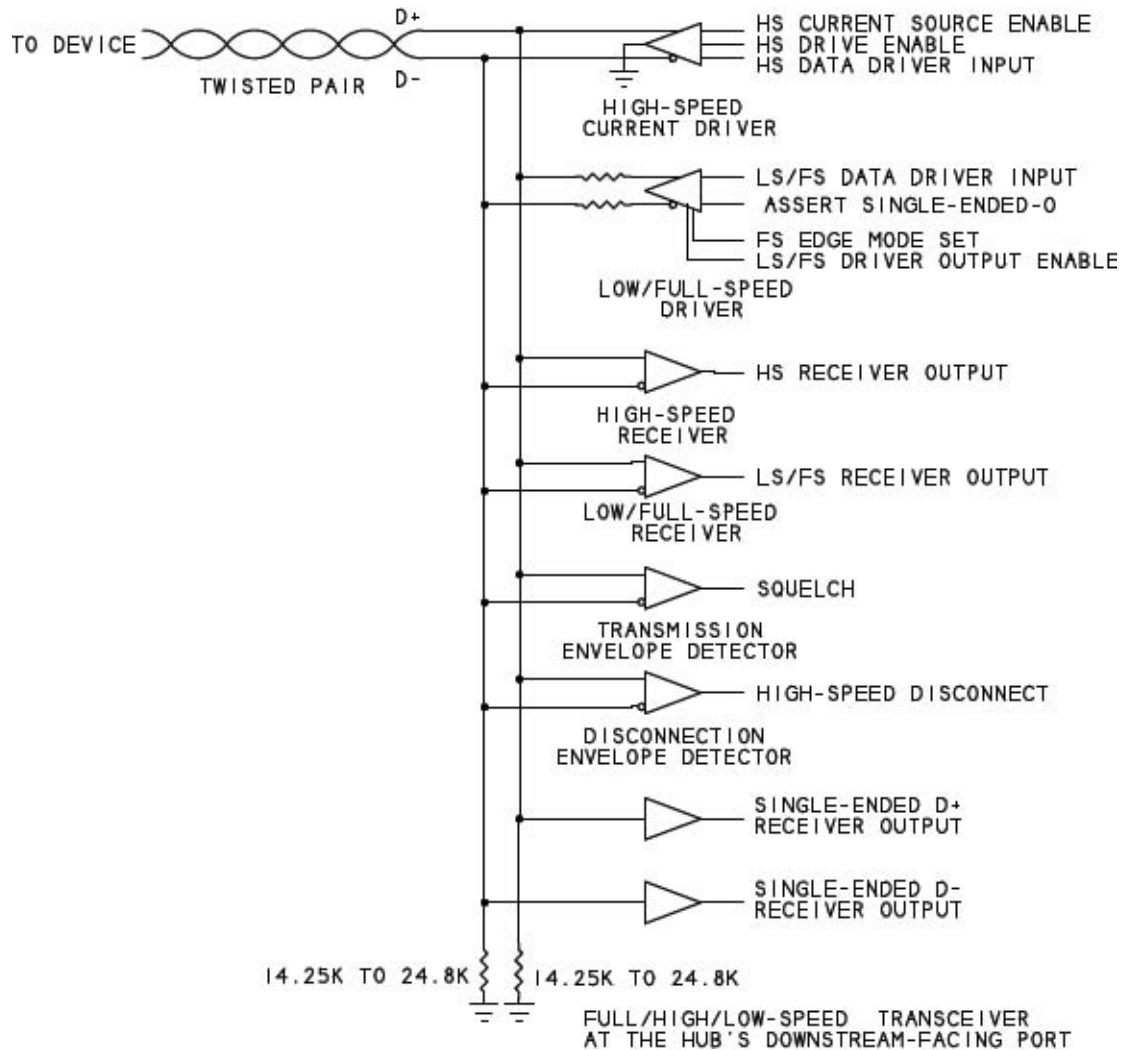 D+
TO DEVICE
TWISTED PAIR
D-
HS CURRENT SOURCE ENABLE
HS DRIVE ENABLE
HS DATA DRIVER INPUT
HIGH-SPEED
CURRENT DRIVER
LS/FS DATA DRIVER INPUT
ASSERT SINGLE-ENDED-0
FS EDGE MODE SET
LS/FS DRIVER OUTPUT ENABLE
LOW/FULL-SPEED
DRIVER
HS RECEIVER OUTPUT
HIGH-SPEED
RECEIVER
LS/FS RECEIVER OUTPUT
LOW/FULL-SPEED
RECEIVER
SQUELCH
TRANSMISSION
ENVELOPE DETECTOR
HIGH-SPEED DISCONNECT
DISCONNECTION
ENVELOPE DETECTOR
SINGLE-ENDED D+
RECEIVER OUTPUT
SINGLE-ENDED D-
RECEIVER OUTPUT
14.25K TO 24.8K
14.25K TO 24.8K
FULL/HIGH/LOW-SPEED TRANSCEIVER
AT THE HUB'S DOWNSTREAM-FACING PORT